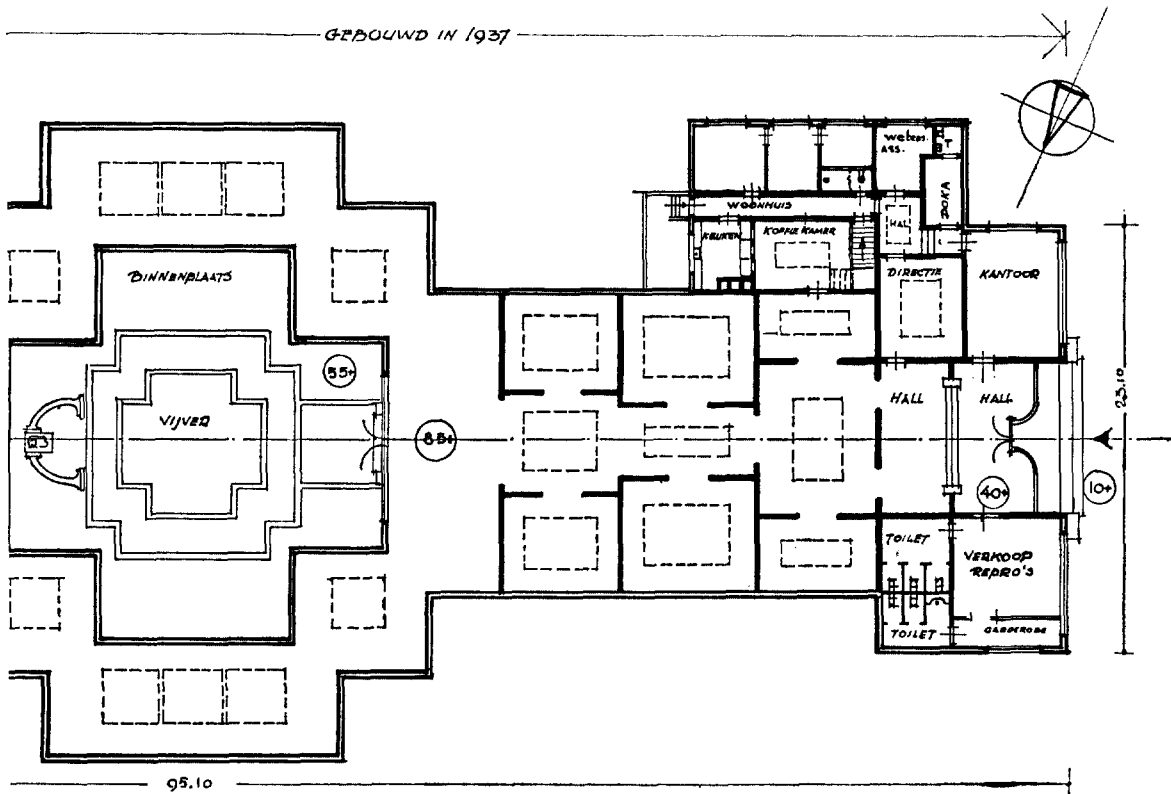 GEBOUWD IN 1937
WETENS.
ASS.
T
DOKA
WOONHUIS
HAL
KEUKEN
KOFFIE KAMER
DIRECTIE
KANTOOR
BINNENPLAATS
55+
HALL
HALL
23.10
VIJVER
85+
40+
10+
TOILET
VERKOOP
REPRO'S
TOILET
GARDEROBE
95.10